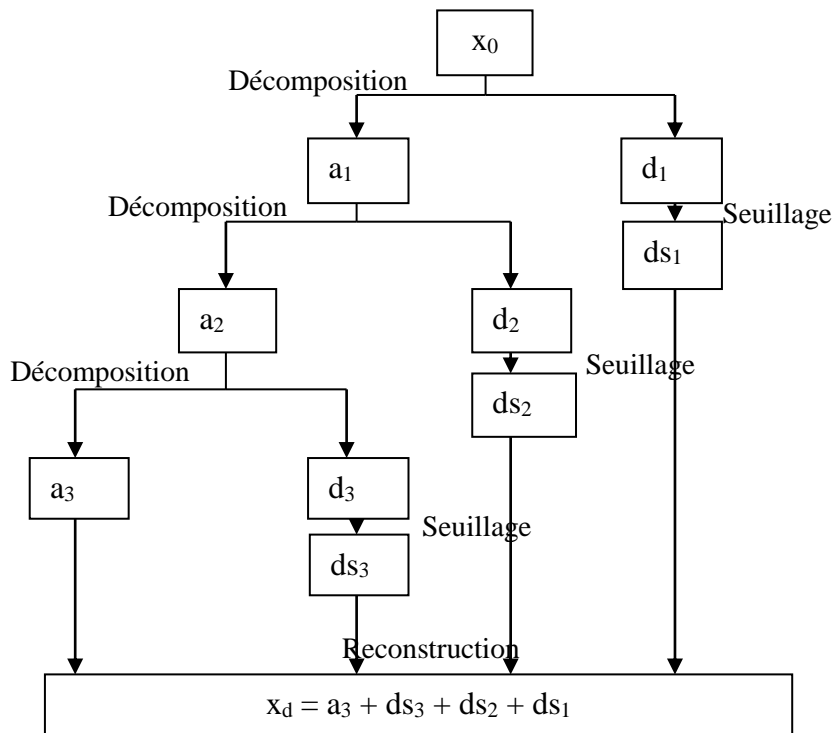 x₀
Décomposition
a₁
d₁
Décomposition
Seuillage
ds₁
a₂
d₂
Décomposition
Seuillage
ds₂
a₃
d₃
Seuillage
ds₃
Reconstruction
x_d = a₃ + ds₃ + ds₂ + ds₁